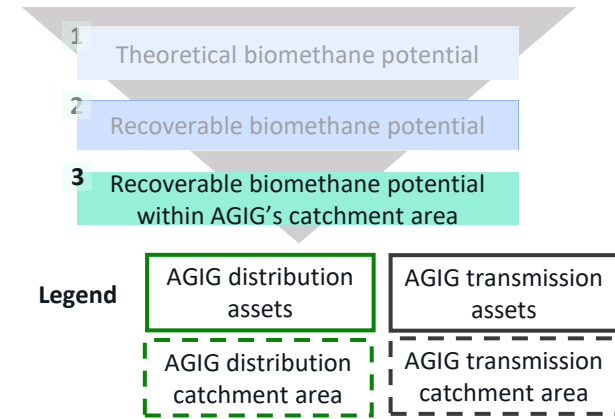 1
Theoretical biomethane potential
2
Recoverable biomethane potential
3
Recoverable biomethane potential
within AGIG's catchment area
Legend
AGIG distribution
assets
AGIG transmission
assets
AGIG distribution
catchment area
AGIG transmission
catchment area